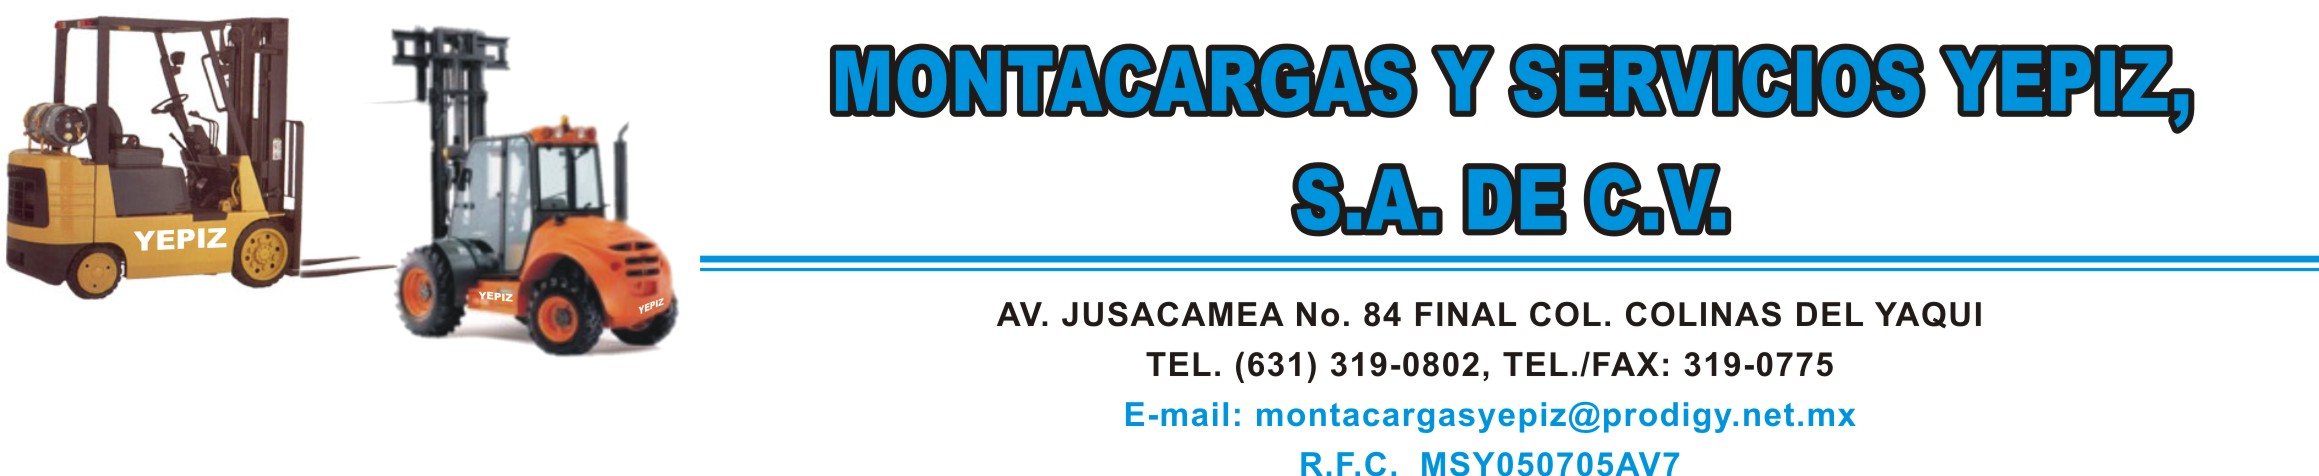 MONTACARGAS Y SERVICIOS YEPIZ,
S.A. DE C.V.
AV. JUSACAMEA No. 84 FINAL COL. COLINAS DEL YAQUI
TEL. (631) 319-0802, TEL./FAX: 319-0775
E-mail: montacargasyepiz@prodigy.net.mx
R.F.C. MSY050705AV7
YEPIZ
YEPIZ
YEPIZ